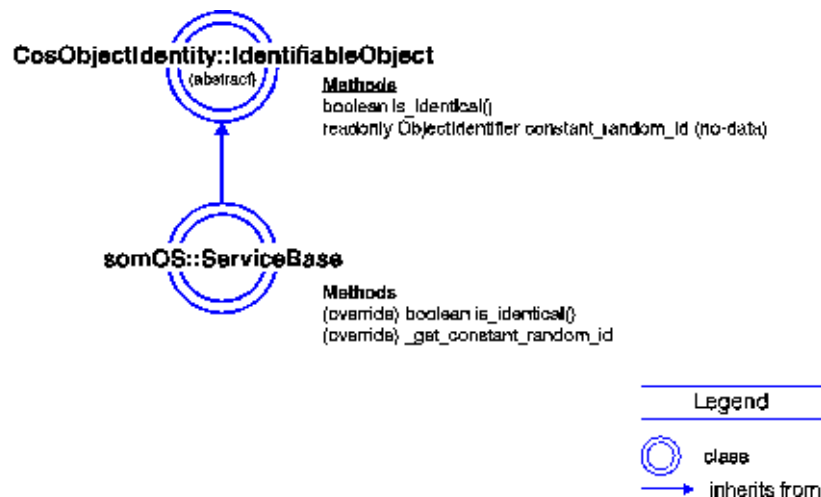 CosObjectIdentity::IdentifiableObject
(abstract)
Methods
boolean is_identical()
readonly ObjectIdentifier constant_random_id (no-data)
somOS::ServiceBase
Methods
(override) boolean is_identical()
(override) _get_constant_random_id
Legend
class
inherits from